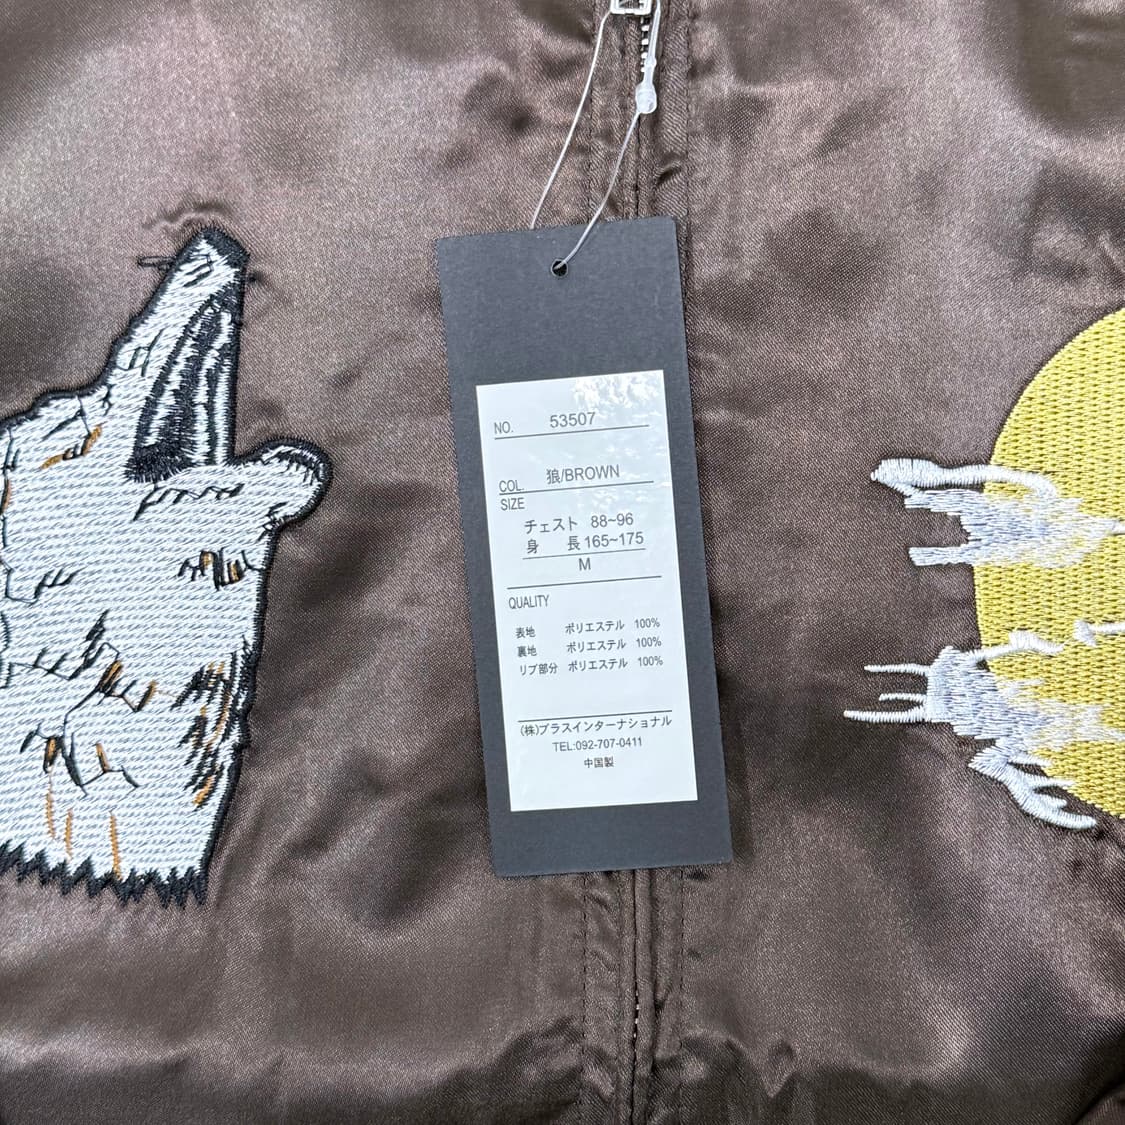 NO. 53507
COL. 狼/BROWN
SIZE
チェスト 88~96
身 長 165~175
M
QUALITY
表地 ポリエステル 100%
裏地 ポリエステル 100%
リブ部分 ポリエステル 100%
(株)プラスインターナショナル
TEL:092-707-0411
中国製